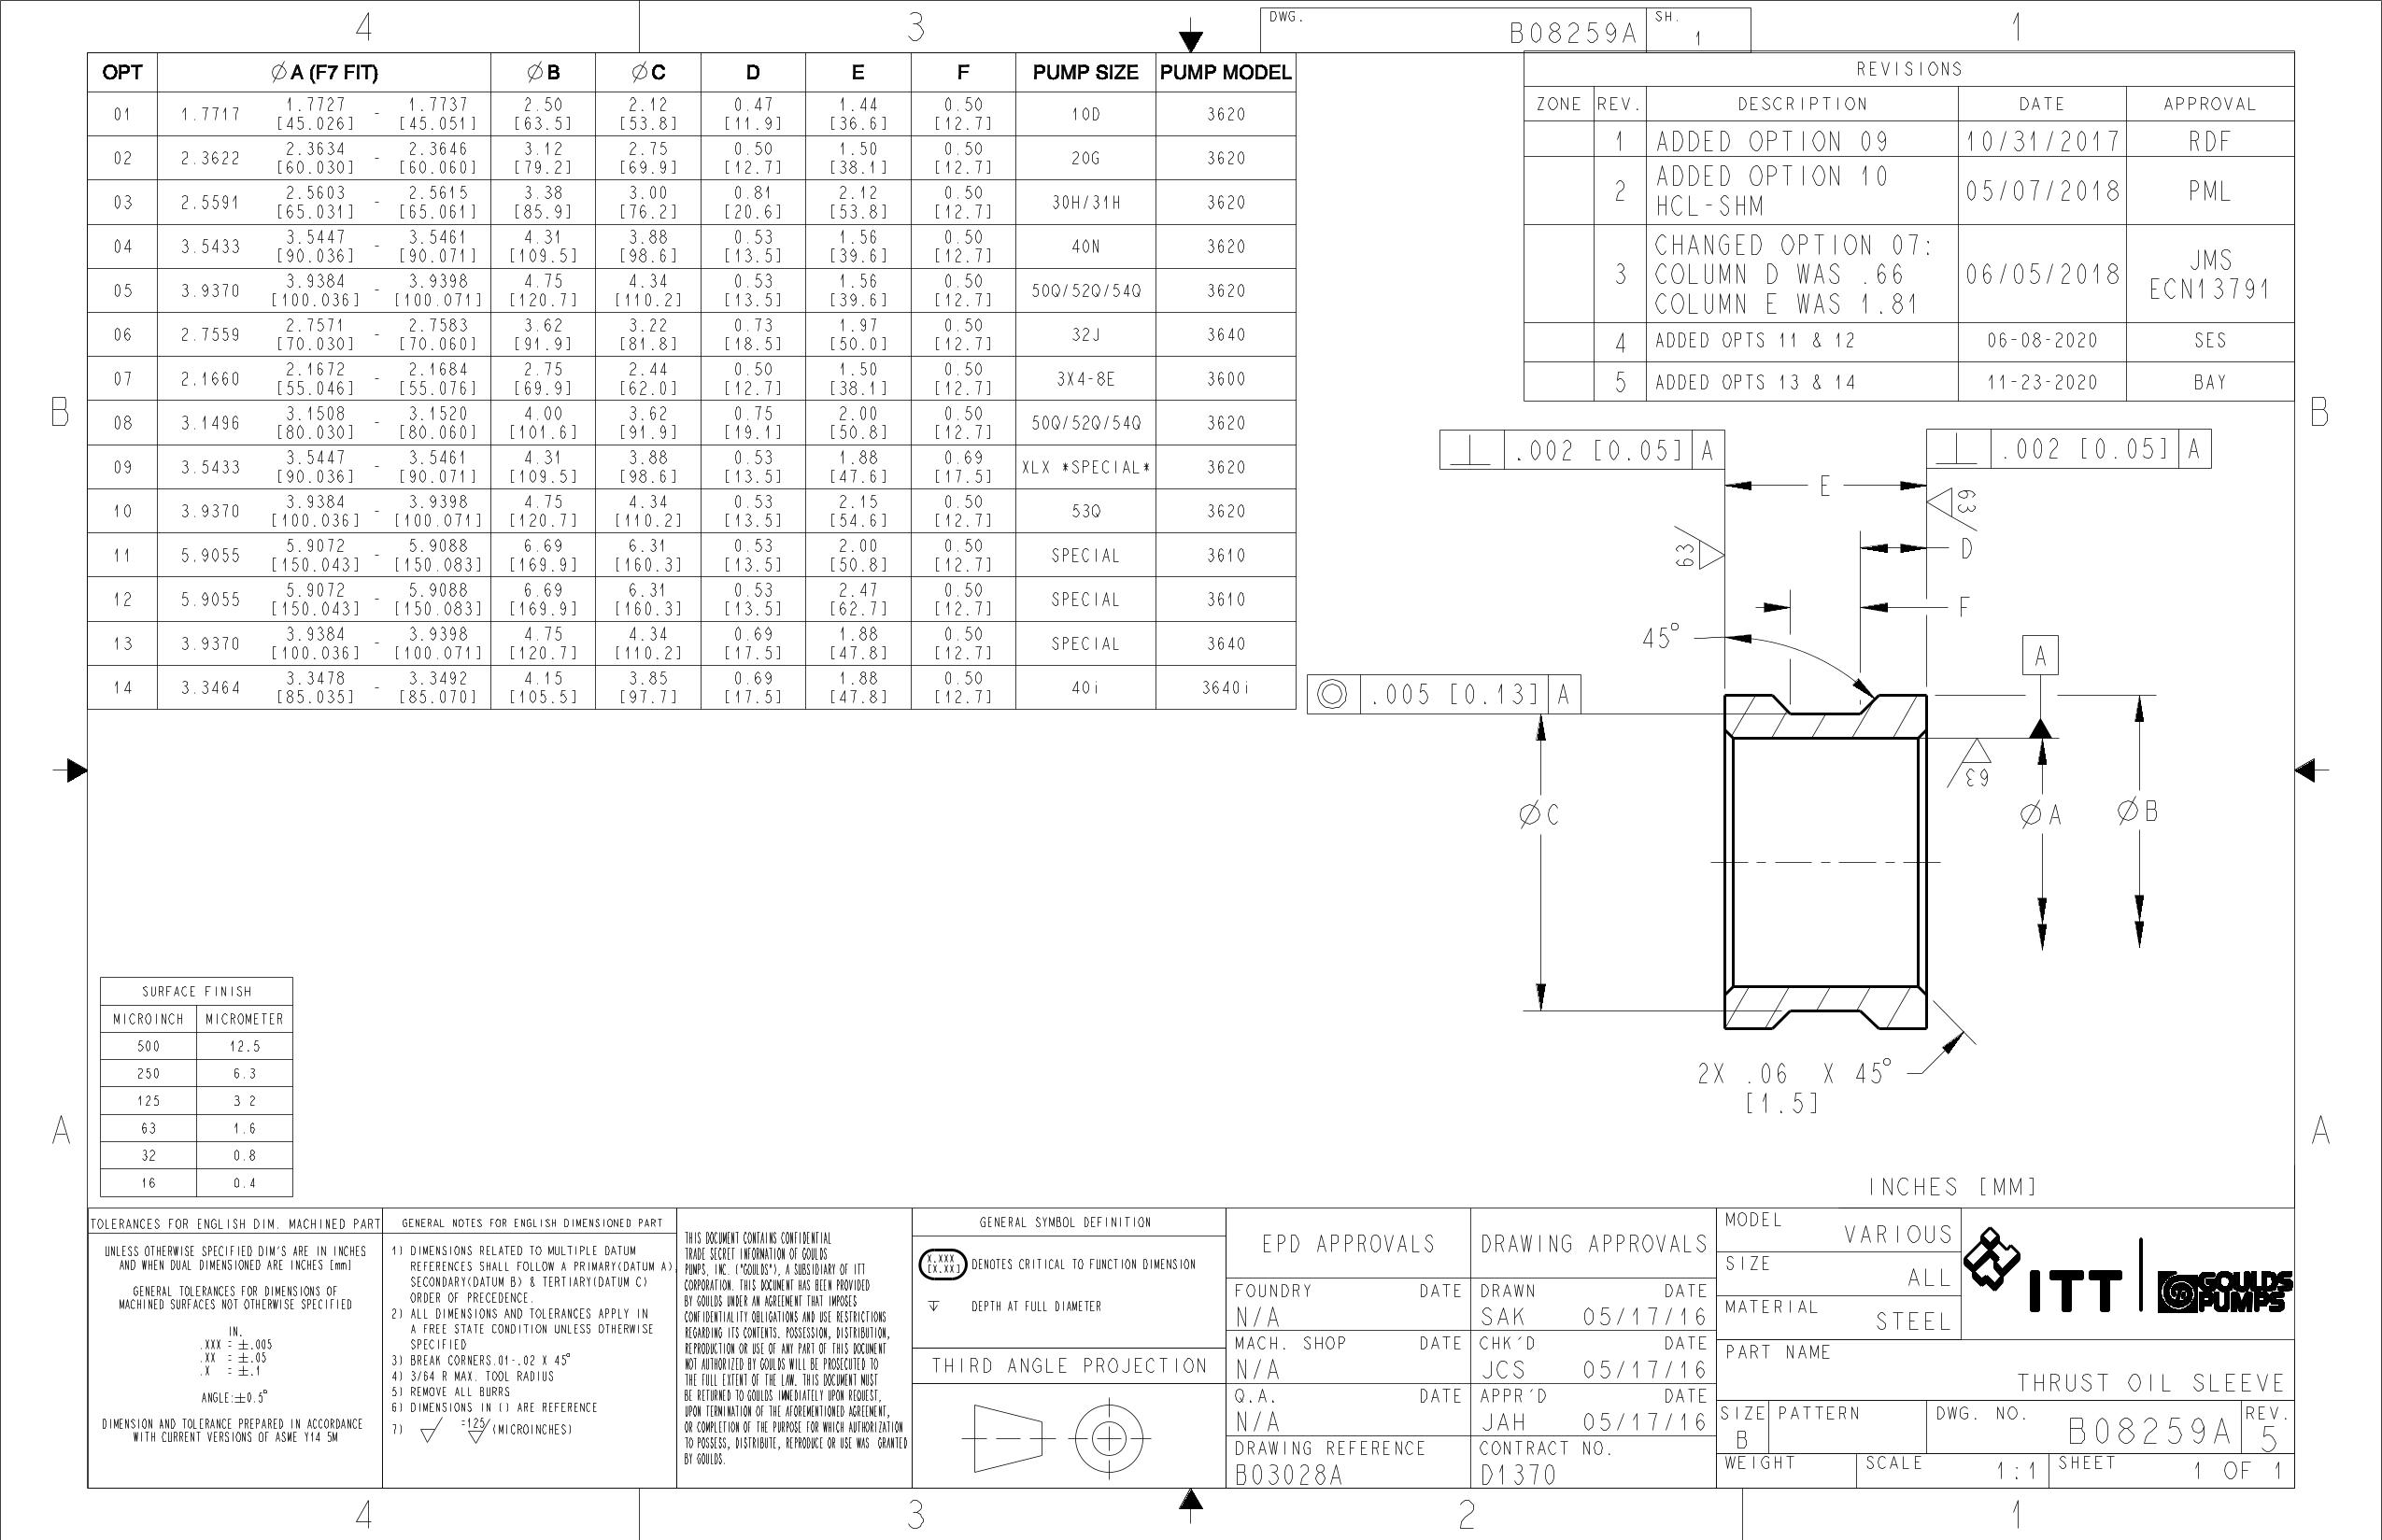 4 3 DWG. B08259A SH. 1 1
OPT ∅A (F7 FIT) ∅B ∅C D E F PUMP SIZE PUMP MODEL
01 1.7717 1.7727 [45.026] - 1.7737 [45.051] 2.50 [63.5] 2.12 [53.8] 0.47 [11.9] 1.44 [36.6] 0.50 [12.7] 10D 3620
02 2.3622 2.3634 [60.030] - 2.3646 [60.060] 3.12 [79.2] 2.75 [69.9] 0.50 [12.7] 1.50 [38.1] 0.50 [12.7] 20G 3620
03 2.5591 2.5603 [65.031] - 2.5615 [65.061] 3.38 [85.9] 3.00 [76.2] 0.81 [20.6] 2.12 [53.8] 0.50 [12.7] 30H/31H 3620
04 3.5433 3.5447 [90.036] - 3.5461 [90.071] 4.31 [109.5] 3.88 [98.6] 0.53 [13.5] 1.56 [39.6] 0.50 [12.7] 40N 3620
05 3.9370 3.9384 [100.036] - 3.9398 [100.071] 4.75 [120.7] 4.34 [110.2] 0.53 [13.5] 1.56 [39.6] 0.50 [12.7] 50Q/52Q/54Q 3620
06 2.7559 2.7571 [70.030] - 2.7583 [70.060] 3.62 [91.9] 3.22 [81.8] 0.73 [18.5] 1.97 [50.0] 0.50 [12.7] 32J 3640
07 2.1660 2.1672 [55.046] - 2.1684 [55.076] 2.75 [69.9] 2.44 [62.0] 0.50 [12.7] 1.50 [38.1] 0.50 [12.7] 3X4-8E 3600
08 3.1496 3.1508 [80.030] - 3.1520 [80.060] 4.00 [101.6] 3.62 [91.9] 0.75 [19.1] 2.00 [50.8] 0.50 [12.7] 50Q/52Q/54Q 3620
09 3.5433 3.5447 [90.036] - 3.5461 [90.071] 4.31 [109.5] 3.88 [98.6] 0.53 [13.5] 1.88 [47.6] 0.69 [17.5] XLX *SPECIAL* 3620
10 3.9370 3.9384 [100.036] - 3.9398 [100.071] 4.75 [120.7] 4.34 [110.2] 0.53 [13.5] 2.15 [54.6] 0.50 [12.7] 53Q 3620
11 5.9055 5.9072 [150.043] - 5.9088 [150.083] 6.69 [169.9] 6.31 [160.3] 0.53 [13.5] 2.00 [50.8] 0.50 [12.7] SPECIAL 3610
12 5.9055 5.9072 [150.043] - 5.9088 [150.083] 6.69 [169.9] 6.31 [160.3] 0.53 [13.5] 2.47 [62.7] 0.50 [12.7] SPECIAL 3610
13 3.9370 3.9384 [100.036] - 3.9398 [100.071] 4.75 [120.7] 4.34 [110.2] 0.69 [17.5] 1.88 [47.8] 0.50 [12.7] SPECIAL 3640
14 3.3464 3.3478 [85.035] - 3.3492 [85.070] 4.15 [105.5] 3.85 [97.7] 0.69 [17.5] 1.88 [47.8] 0.50 [12.7] 40i 3640i
REVISIONS
ZONE REV. DESCRIPTION DATE APPROVAL
1 ADDED OPTION 09 10/31/2017 RDF
2 ADDED OPTION 10 HCL-SHM 05/07/2018 PML
3 CHANGED OPTION 07: COLUMN D WAS .66 COLUMN E WAS 1.81 06/05/2018 JMS ECN13791
4 ADDED OPTS 11 & 12 06-08-2020 SES
5 ADDED OPTS 13 & 14 11-23-2020 BAY
B B
⊥ .002 [0.05] A
⊥ .002 [0.05] A
E
63
63
D
F
45°
A
◎ .005 [0.13] A
63
∅C
∅A
∅B
2X .06 X 45°
[1.5]
A A
INCHES [MM]
SURFACE FINISH
MICROINCH MICROMETER
500 12.5
250 6.3
125 3 2
63 1.6
32 0.8
16 0.4
TOLERANCES FOR ENGLISH DIM. MACHINED PART
UNLESS OTHERWISE SPECIFIED DIM'S ARE IN INCHES
AND WHEN DUAL DIMENSIONED ARE INCHES [mm]
GENERAL TOLERANCES FOR DIMENSIONS OF
MACHINED SURFACES NOT OTHERWISE SPECIFIED
IN.
.XXX = ±.005
.XX = ±.05
.X = ±.1
ANGLE:±0.5°
DIMENSION AND TOLERANCE PREPARED IN ACCORDANCE
WITH CURRENT VERSIONS OF ASME Y14 5M
GENERAL NOTES FOR ENGLISH DIMENSIONED PART
1) DIMENSIONS RELATED TO MULTIPLE DATUM
REFERENCES SHALL FOLLOW A PRIMARY(DATUM A),
SECONDARY(DATUM B) & TERTIARY(DATUM C)
ORDER OF PRECEDENCE.
2) ALL DIMENSIONS AND TOLERANCES APPLY IN
A FREE STATE CONDITION UNLESS OTHERWISE
SPECIFIED
3) BREAK CORNERS.01-.02 X 45°
4) 3/64 R MAX. TOOL RADIUS
5) REMOVE ALL BURRS
6) DIMENSIONS IN () ARE REFERENCE
7) =125 (MICROINCHES)
THIS DOCUMENT CONTAINS CONFIDENTIAL
TRADE SECRET INFORMATION OF GOULDS
PUMPS, INC. ("GOULDS"), A SUBSIDIARY OF ITT
CORPORATION. THIS DOCUMENT HAS BEEN PROVIDED
BY GOULDS UNDER AN AGREEMENT THAT IMPOSES
CONFIDENTIALITY OBLIGATIONS AND USE RESTRICTIONS
REGARDING ITS CONTENTS. POSSESSION, DISTRIBUTION,
REPRODUCTION OR USE OF ANY PART OF THIS DOCUMENT
NOT AUTHORIZED BY GOULDS WILL BE PROSECUTED TO
THE FULL EXTENT OF THE LAW. THIS DOCUMENT MUST
BE RETURNED TO GOULDS IMMEDIATELY UPON REQUEST,
UPON TERMINATION OF THE AFOREMENTIONED AGREEMENT,
OR COMPLETION OF THE PURPOSE FOR WHICH AUTHORIZATION
TO POSSESS, DISTRIBUTE, REPRODUCE OR USE WAS GRANTED
BY GOULDS.
GENERAL SYMBOL DEFINITION
X.XXX [X.XX] DENOTES CRITICAL TO FUNCTION DIMENSION
DEPTH AT FULL DIAMETER
THIRD ANGLE PROJECTION
EPD APPROVALS
FOUNDRY DATE
N/A
MACH. SHOP DATE
N/A
Q.A. DATE
N/A
DRAWING REFERENCE
B03028A
DRAWING APPROVALS
DRAWN DATE
SAK 05/17/16
CHK'D DATE
JCS 05/17/16
APPR'D DATE
JAH 05/17/16
CONTRACT NO.
D1370
MODEL VARIOUS
SIZE ALL
MATERIAL STEEL
ITT GOULDS PUMPS
PART NAME
THRUST OIL SLEEVE
SIZE B PATTERN DWG. NO. B08259A REV. 5
WEIGHT SCALE 1:1 SHEET 1 OF 1
4 3 2 1